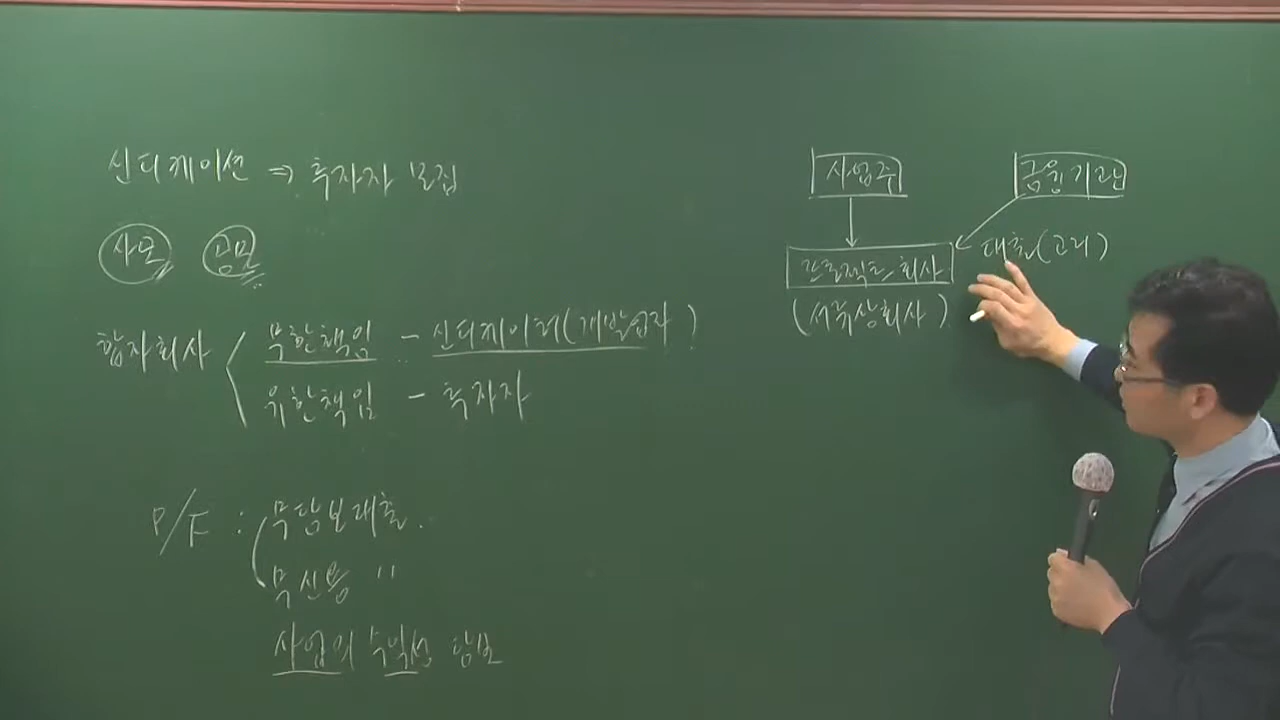 신디케이션 ⇒ 투자자 모집
사모 공모
합자회사
무한책임 - 신디케이터(개발업자)
유한책임 - 투자자
P/F : 무담보대출.
무신용 〃
사업의 수익성 담보
사업주
금융기관
대출(고리)
프로젝트 회사
(서류상회사)